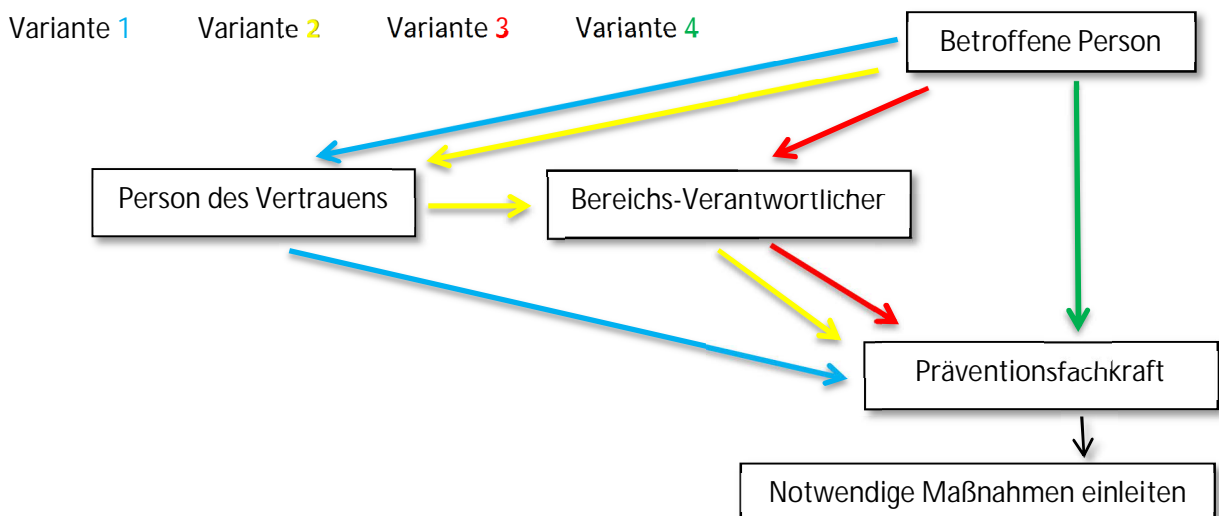 Variante 1 Variante 2 Variante 3 Variante 4
Betroffene Person
Person des Vertrauens
Bereichs-Verantwortlicher
Präventionsfachkraft
Notwendige Maßnahmen einleiten